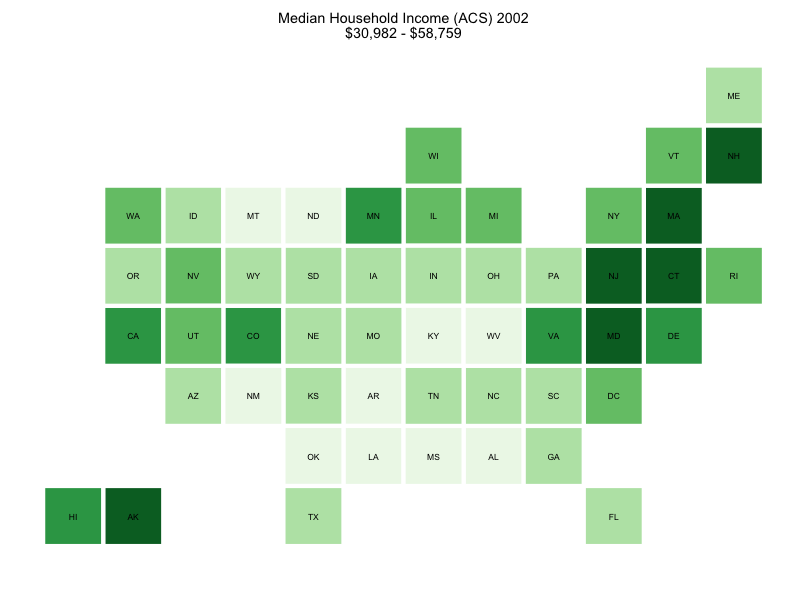 Median Household Income (ACS) 2002
$30,982 - $58,759
ME
WI VT NH
WA ID MT ND MN IL MI NY MA
OR NV WY SD IA IN OH PA NJ CT RI
CA UT CO NE MO KY WV VA MD DE
AZ NM KS AR TN NC SC DC
OK LA MS AL GA
HI AK TX FL